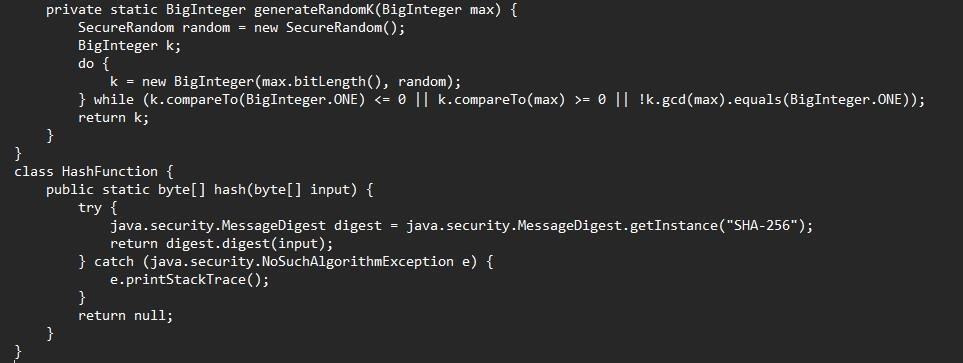 private static BigInteger generateRandomK(BigInteger max) {
SecureRandom random = new SecureRandom();
BigInteger k;
do {
k = new BigInteger(max.bitLength(), random);
} while (k.compareTo(BigInteger.ONE) <= 0 || k.compareTo(max) >= 0 || !k.gcd(max).equals(BigInteger.ONE));
return k;
}
}
class HashFunction {
public static byte[] hash(byte[] input) {
try {
java.security.MessageDigest digest = java.security.MessageDigest.getInstance("SHA-256");
return digest.digest(input);
} catch (java.security.NoSuchAlgorithmException e) {
e.printStackTrace();
}
return null;
}
}